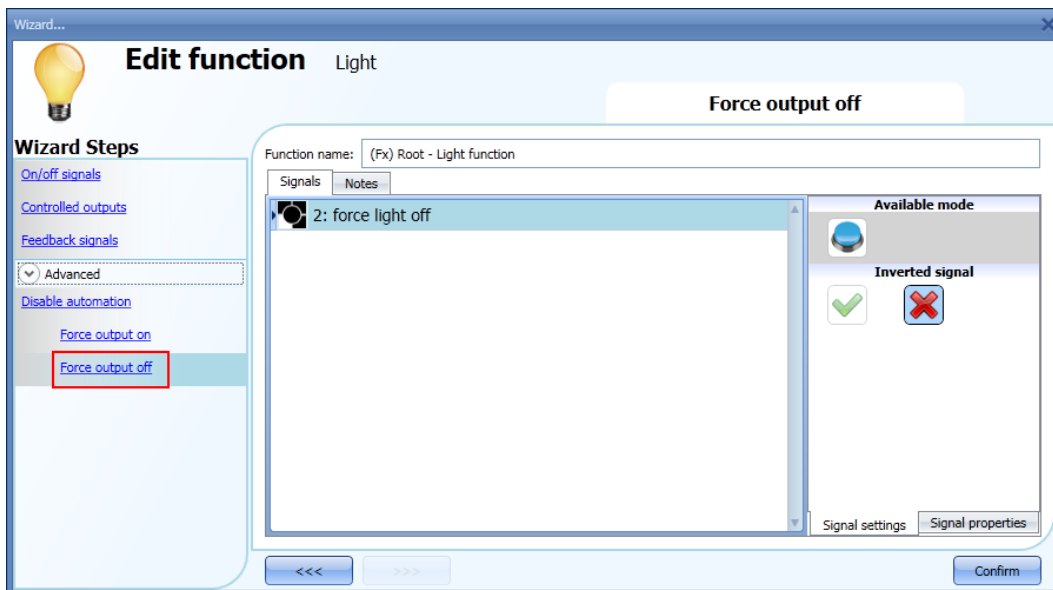 Wizard...
Edit function Light
Force output off
Wizard Steps
On/off signals
Controlled outputs
Feedback signals
Advanced
Disable automation
Force output on
Force output off
Function name: (Fx) Root - Light function
Signals Notes
2: force light off
Available mode
Inverted signal
Signal settings Signal properties
<<< >>> Confirm